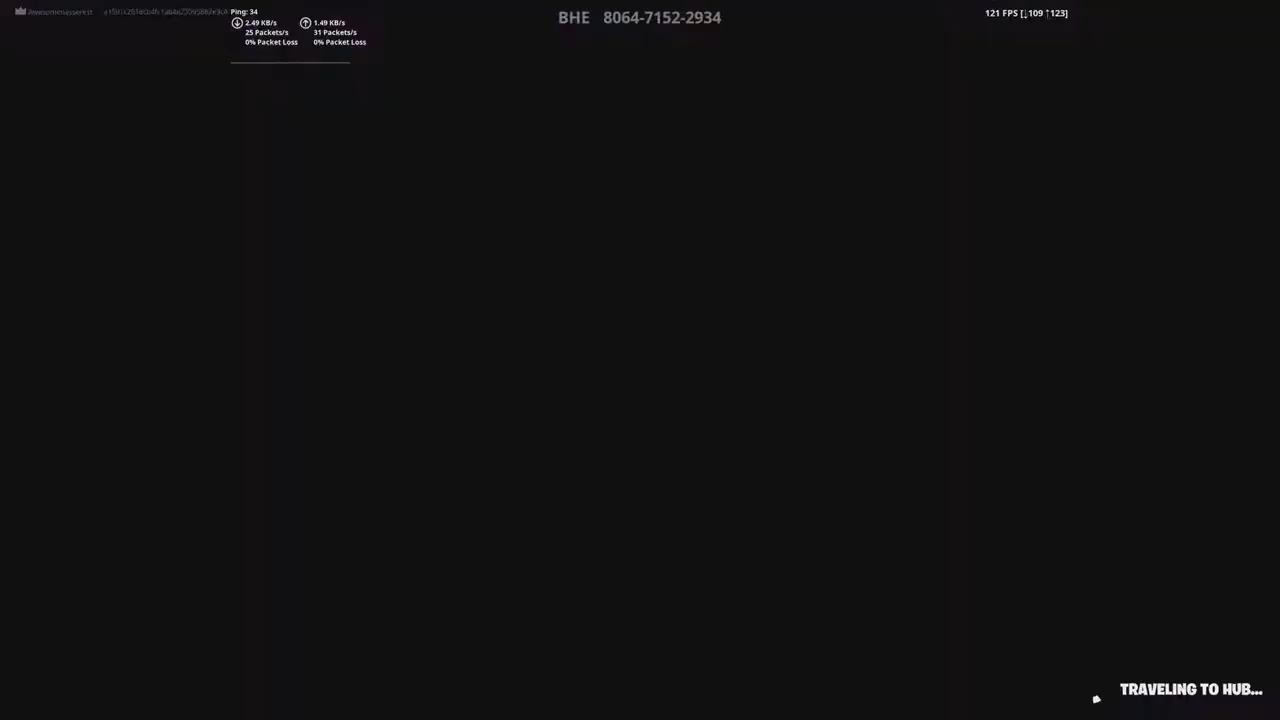 Ping: 34
2.49 KB/s 1.49 KB/s
25 Packets/s 31 Packets/s
0% Packet Loss 0% Packet Loss
BHE 8064-7152-2934
121 FPS [↓109 ↑123]
TRAVELING TO HUB...